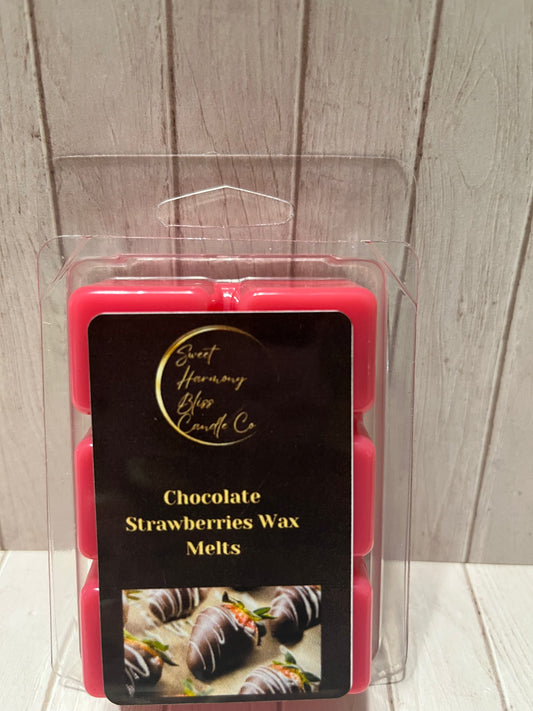 Sweet
Harmony
Bliss
Candle Co
Chocolate
Strawberries Wax
Melts